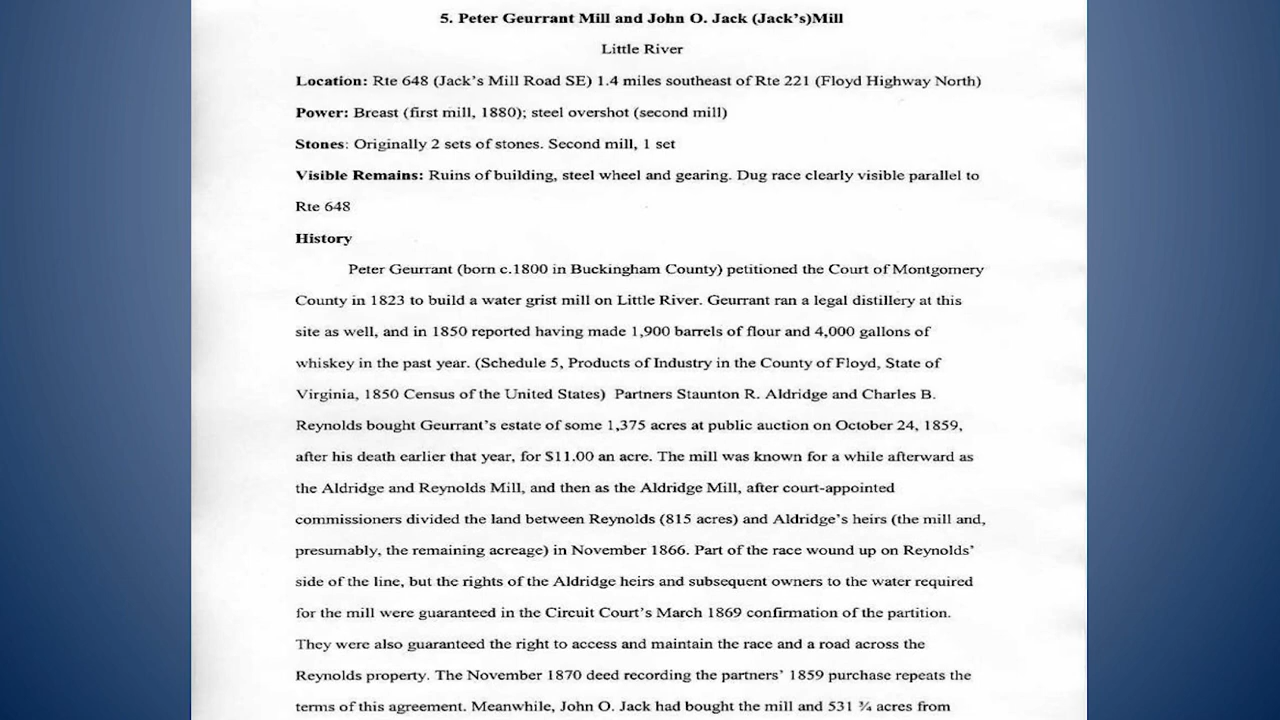 5. Peter Geurrant Mill and John O. Jack (Jack's)Mill
Little River
Location: Rte 648 (Jack's Mill Road SE) 1.4 miles southeast of Rte 221 (Floyd Highway North)
Power: Breast (first mill, 1880); steel overshot (second mill)
Stones: Originally 2 sets of stones. Second mill, 1 set
Visible Remains: Ruins of building, steel wheel and gearing. Dug race clearly visible parallel to
Rte 648
History
Peter Geurrant (born c.1800 in Buckingham County) petitioned the Court of Montgomery
County in 1823 to build a water grist mill on Little River. Geurrant ran a legal distillery at this
site as well, and in 1850 reported having made 1,900 barrels of flour and 4,000 gallons of
whiskey in the past year. (Schedule 5, Products of Industry in the County of Floyd, State of
Virginia, 1850 Census of the United States)  Partners Staunton R. Aldridge and Charles B.
Reynolds bought Geurrant's estate of some 1,375 acres at public auction on October 24, 1859,
after his death earlier that year, for $11.00 an acre. The mill was known for a while afterward as
the Aldridge and Reynolds Mill, and then as the Aldridge Mill, after court-appointed
commissioners divided the land between Reynolds (815 acres) and Aldridge's heirs (the mill and,
presumably, the remaining acreage) in November 1866. Part of the race wound up on Reynolds'
side of the line, but the rights of the Aldridge heirs and subsequent owners to the water required
for the mill were guaranteed in the Circuit Court's March 1869 confirmation of the partition.
They were also guaranteed the right to access and maintain the race and a road across the
Reynolds property. The November 1870 deed recording the partners' 1859 purchase repeats the
terms of this agreement. Meanwhile, John O. Jack had bought the mill and 531 ¾ acres from